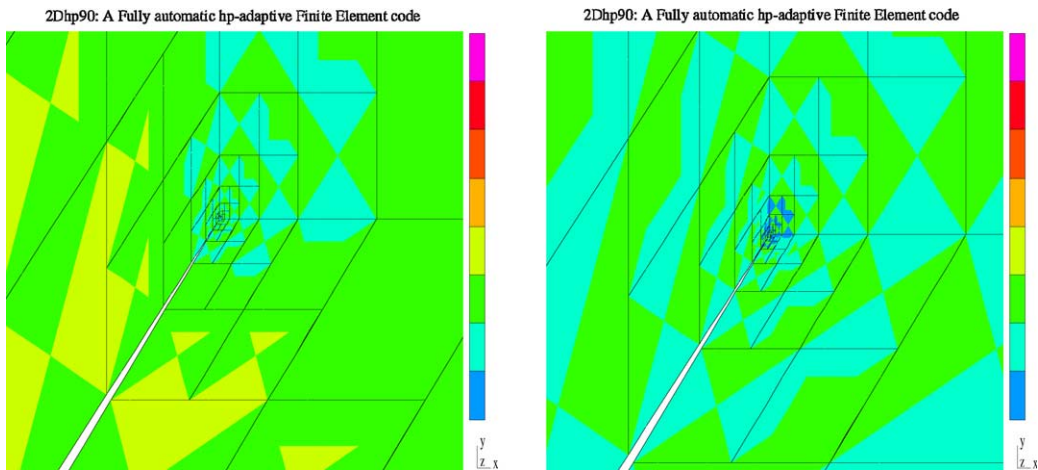 2Dhp90: A Fully automatic hp-adaptive Finite Element code
2Dhp90: A Fully automatic hp-adaptive Finite Element code
y
z x
y
z x